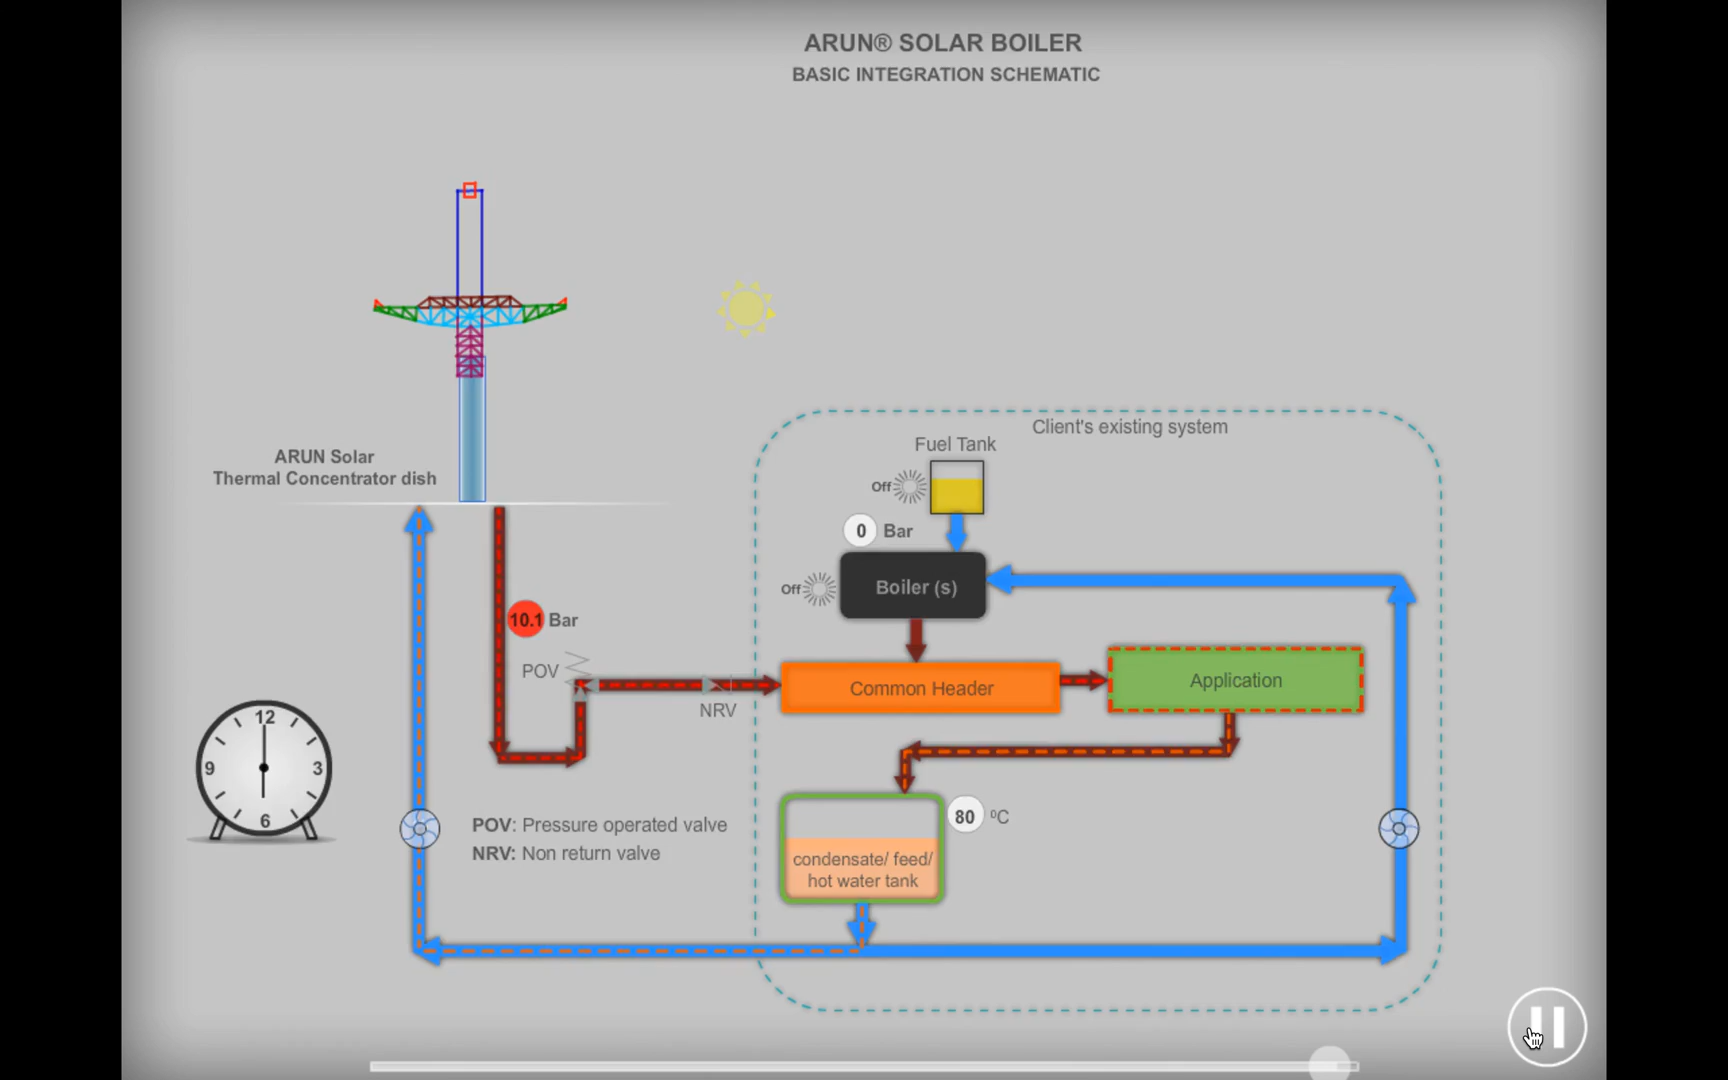 ARUN® SOLAR BOILER
BASIC INTEGRATION SCHEMATIC
Client's existing system
Fuel Tank
ARUN Solar
Thermal Concentrator dish
Off
0 Bar
Off
Boiler (s)
10.1 Bar
POV
NRV
Common Header
Application
12
9
3
6
POV: Pressure operated valve
NRV: Non return valve
80 ⁰C
condensate/ feed/
hot water tank